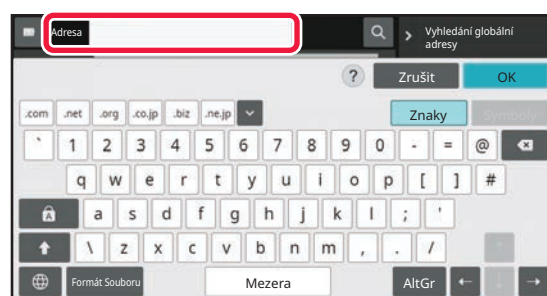 Adresa
Vyhledání globální
adresy
? Zrušit OK
.com .net .org .co.jp .biz .ne.jp Znaky Symboly
` 1 2 3 4 5 6 7 8 9 0 - = @
q w e r t y u i o p [ ] #
A a s d f g h j k l ; '
\ z x c v b n m , . /
Formát Souboru Mezera AltGr